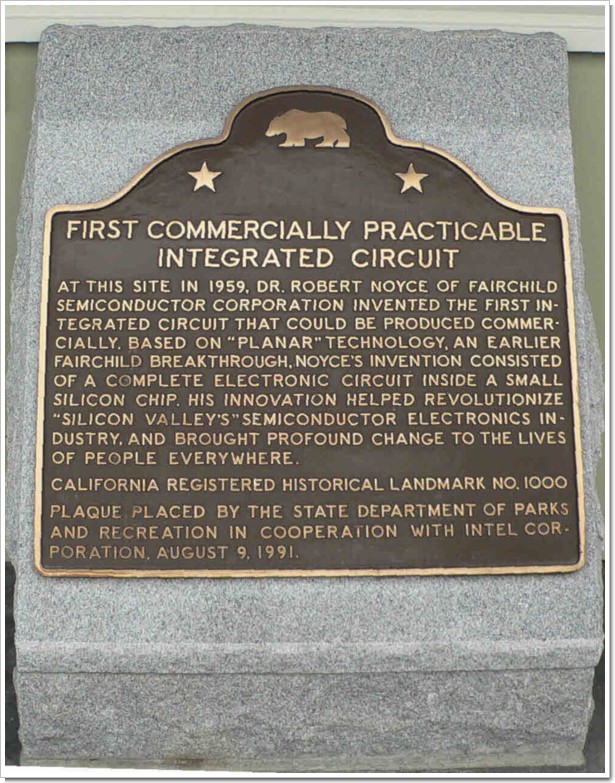 FIRST COMMERCIALLY PRACTICABLE
INTEGRATED CIRCUIT
AT THIS SITE IN 1959, DR. ROBERT NOYCE OF FAIRCHILD
SEMICONDUCTOR CORPORATION INVENTED THE FIRST IN-
TEGRATED CIRCUIT THAT COULD BE PRODUCED COMMER-
CIALLY. BASED ON "PLANAR" TECHNOLOGY, AN EARLIER
FAIRCHILD BREAKTHROUGH, NOYCE'S INVENTION CONSISTED
OF A COMPLETE ELECTRONIC CIRCUIT INSIDE A SMALL
SILICON CHIP. HIS INNOVATION HELPED REVOLUTIONIZE
"SILICON VALLEY'S" SEMICONDUCTOR ELECTRONICS IN-
DUSTRY, AND BROUGHT PROFOUND CHANGE TO THE LIVES
OF PEOPLE EVERYWHERE.
CALIFORNIA REGISTERED HISTORICAL LANDMARK NO. 1000
PLAQUE PLACED BY THE STATE DEPARTMENT OF PARKS
AND RECREATION IN COOPERATION WITH INTEL COR-
PORATION, AUGUST 9, 1991.